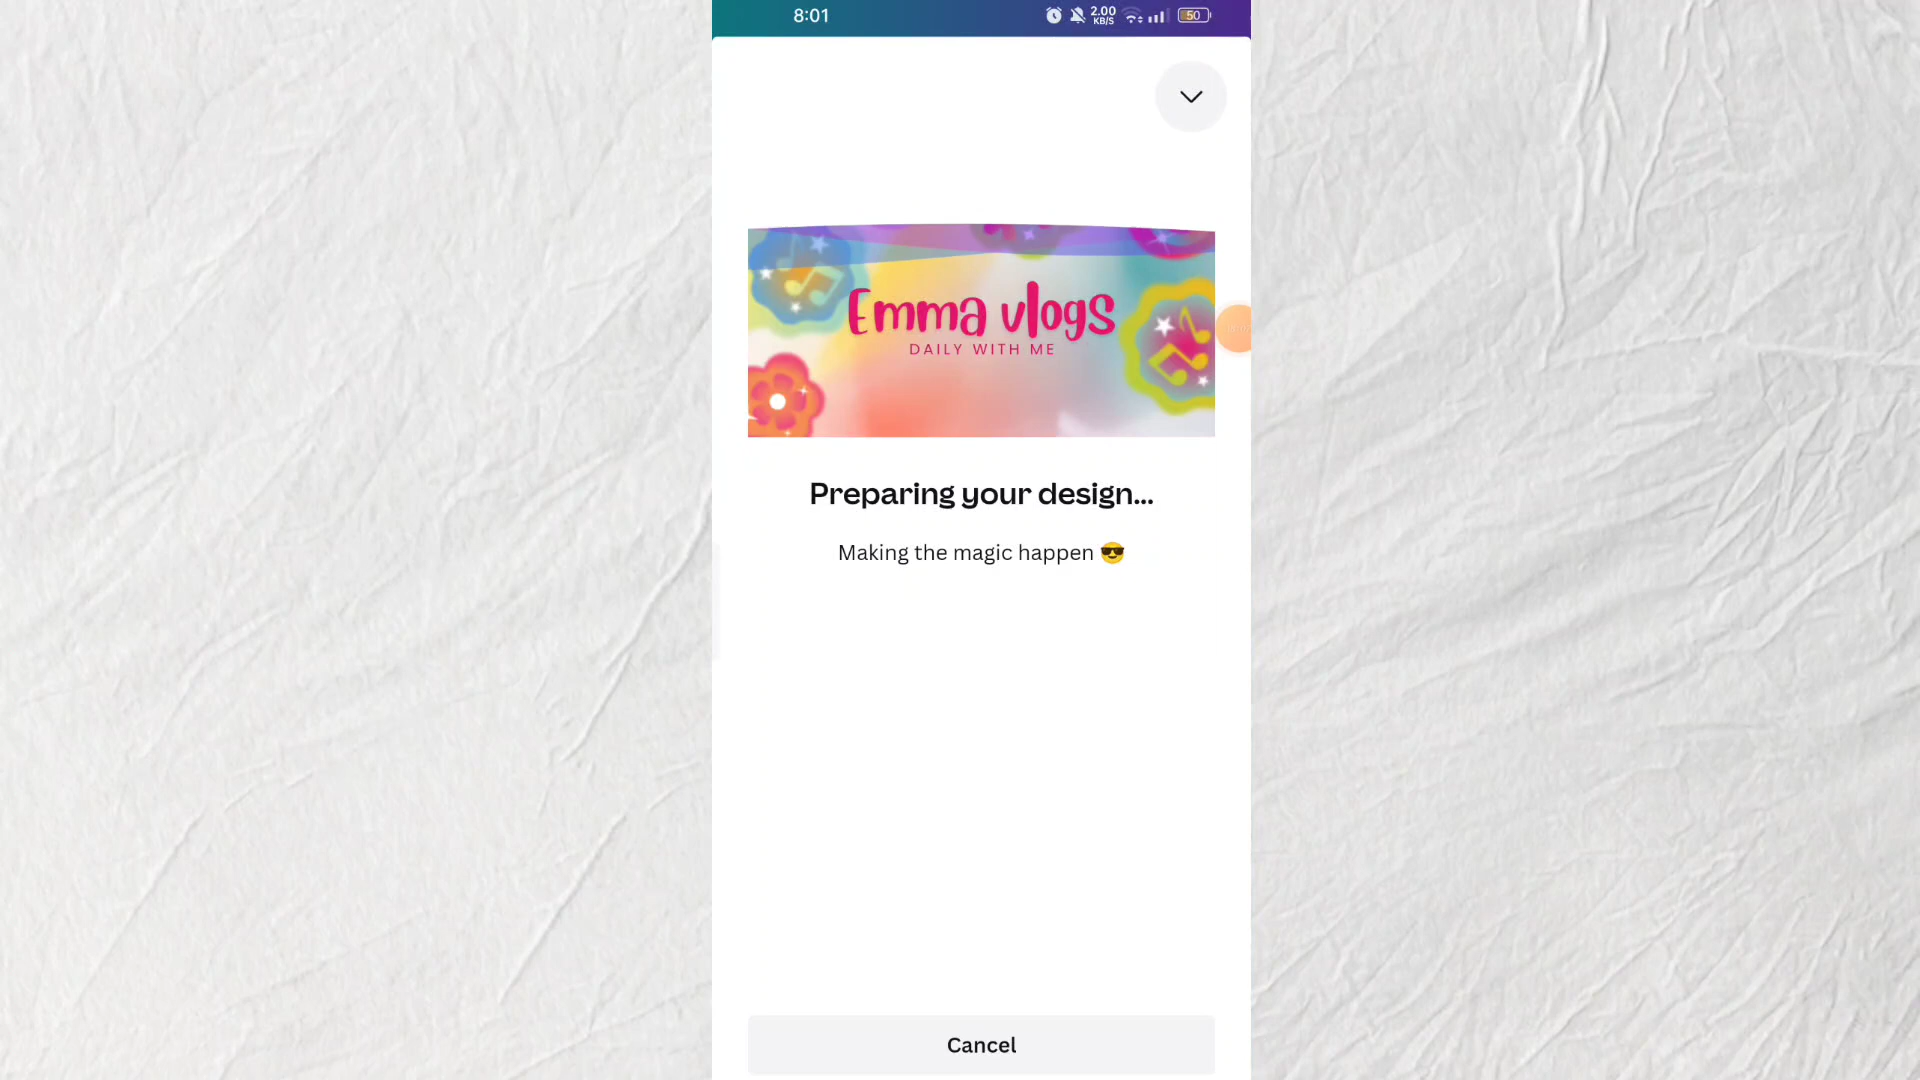 8:01
2.00
KB/S
50
Emma vlogs
DAILY WITH ME
Preparing your design...
Making the magic happen 😎
Cancel